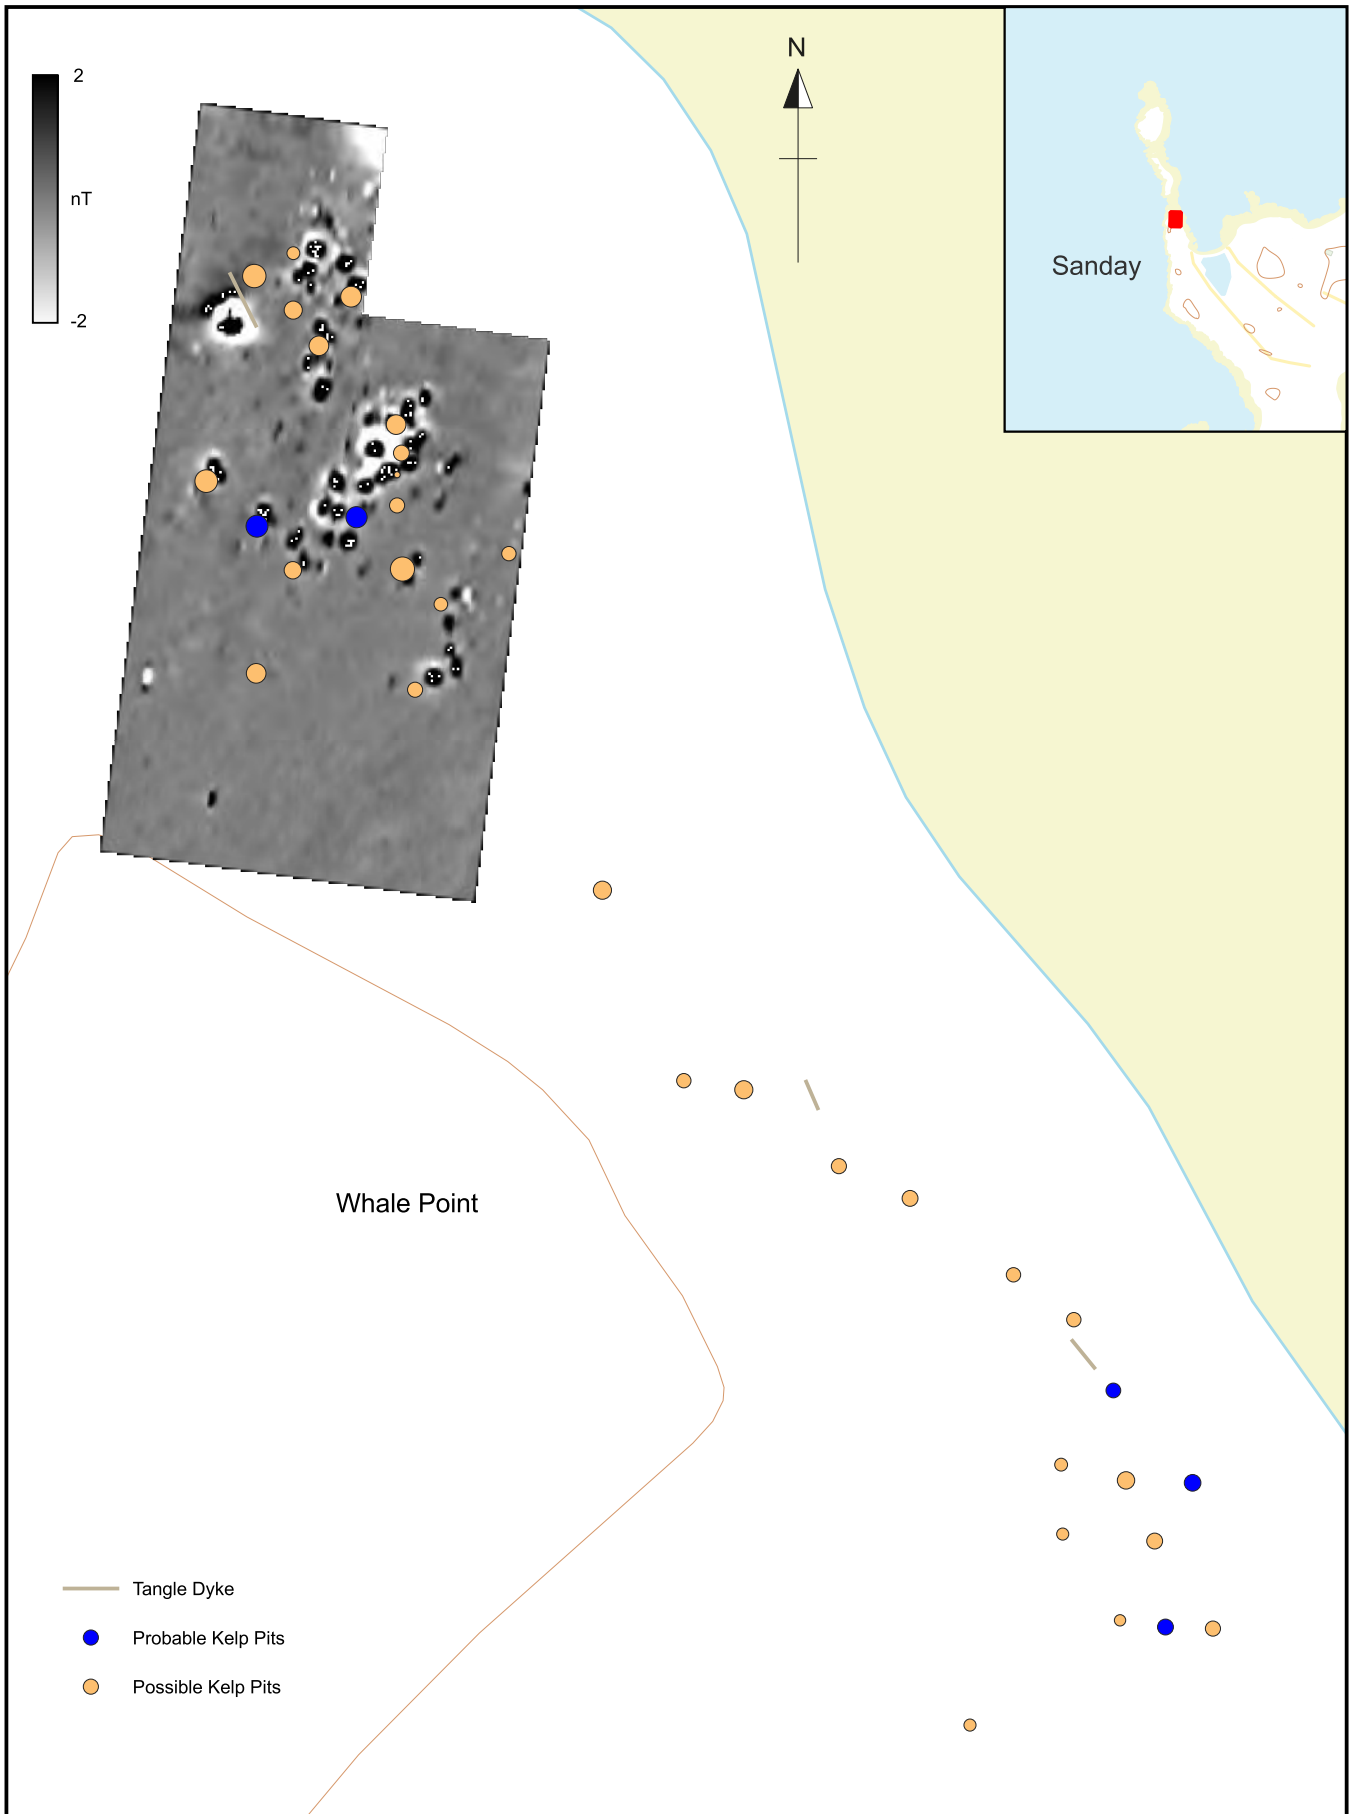 N
2
nT
-2
Sanday
Whale Point
Tangle Dyke
Probable Kelp Pits
Possible Kelp Pits